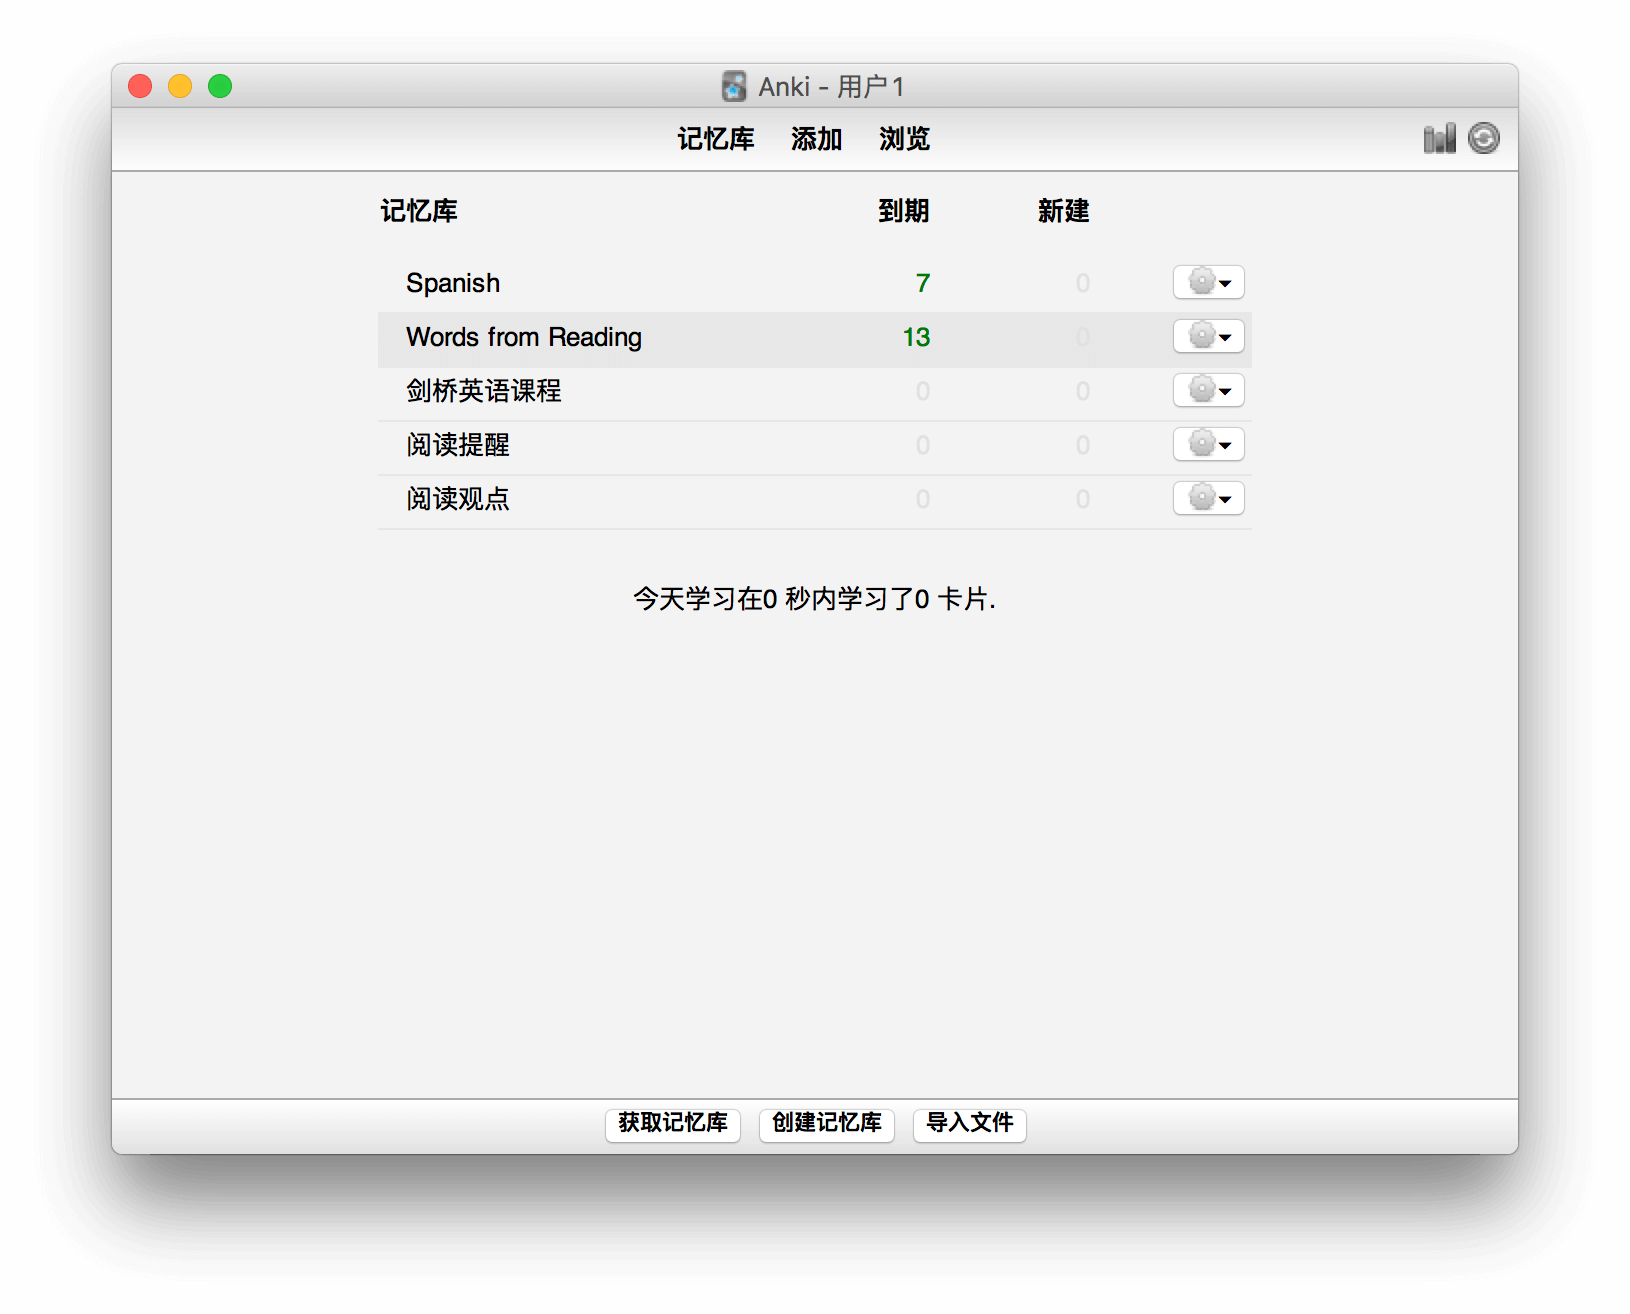 Anki - 用户1
记忆库 添加 浏览
记忆库 到期 新建
Spanish 7 0
Words from Reading 13 0
剑桥英语课程 0 0
阅读提醒 0 0
阅读观点 0 0
今天学习在0 秒内学习了0 卡片.
获取记忆库 创建记忆库 导入文件